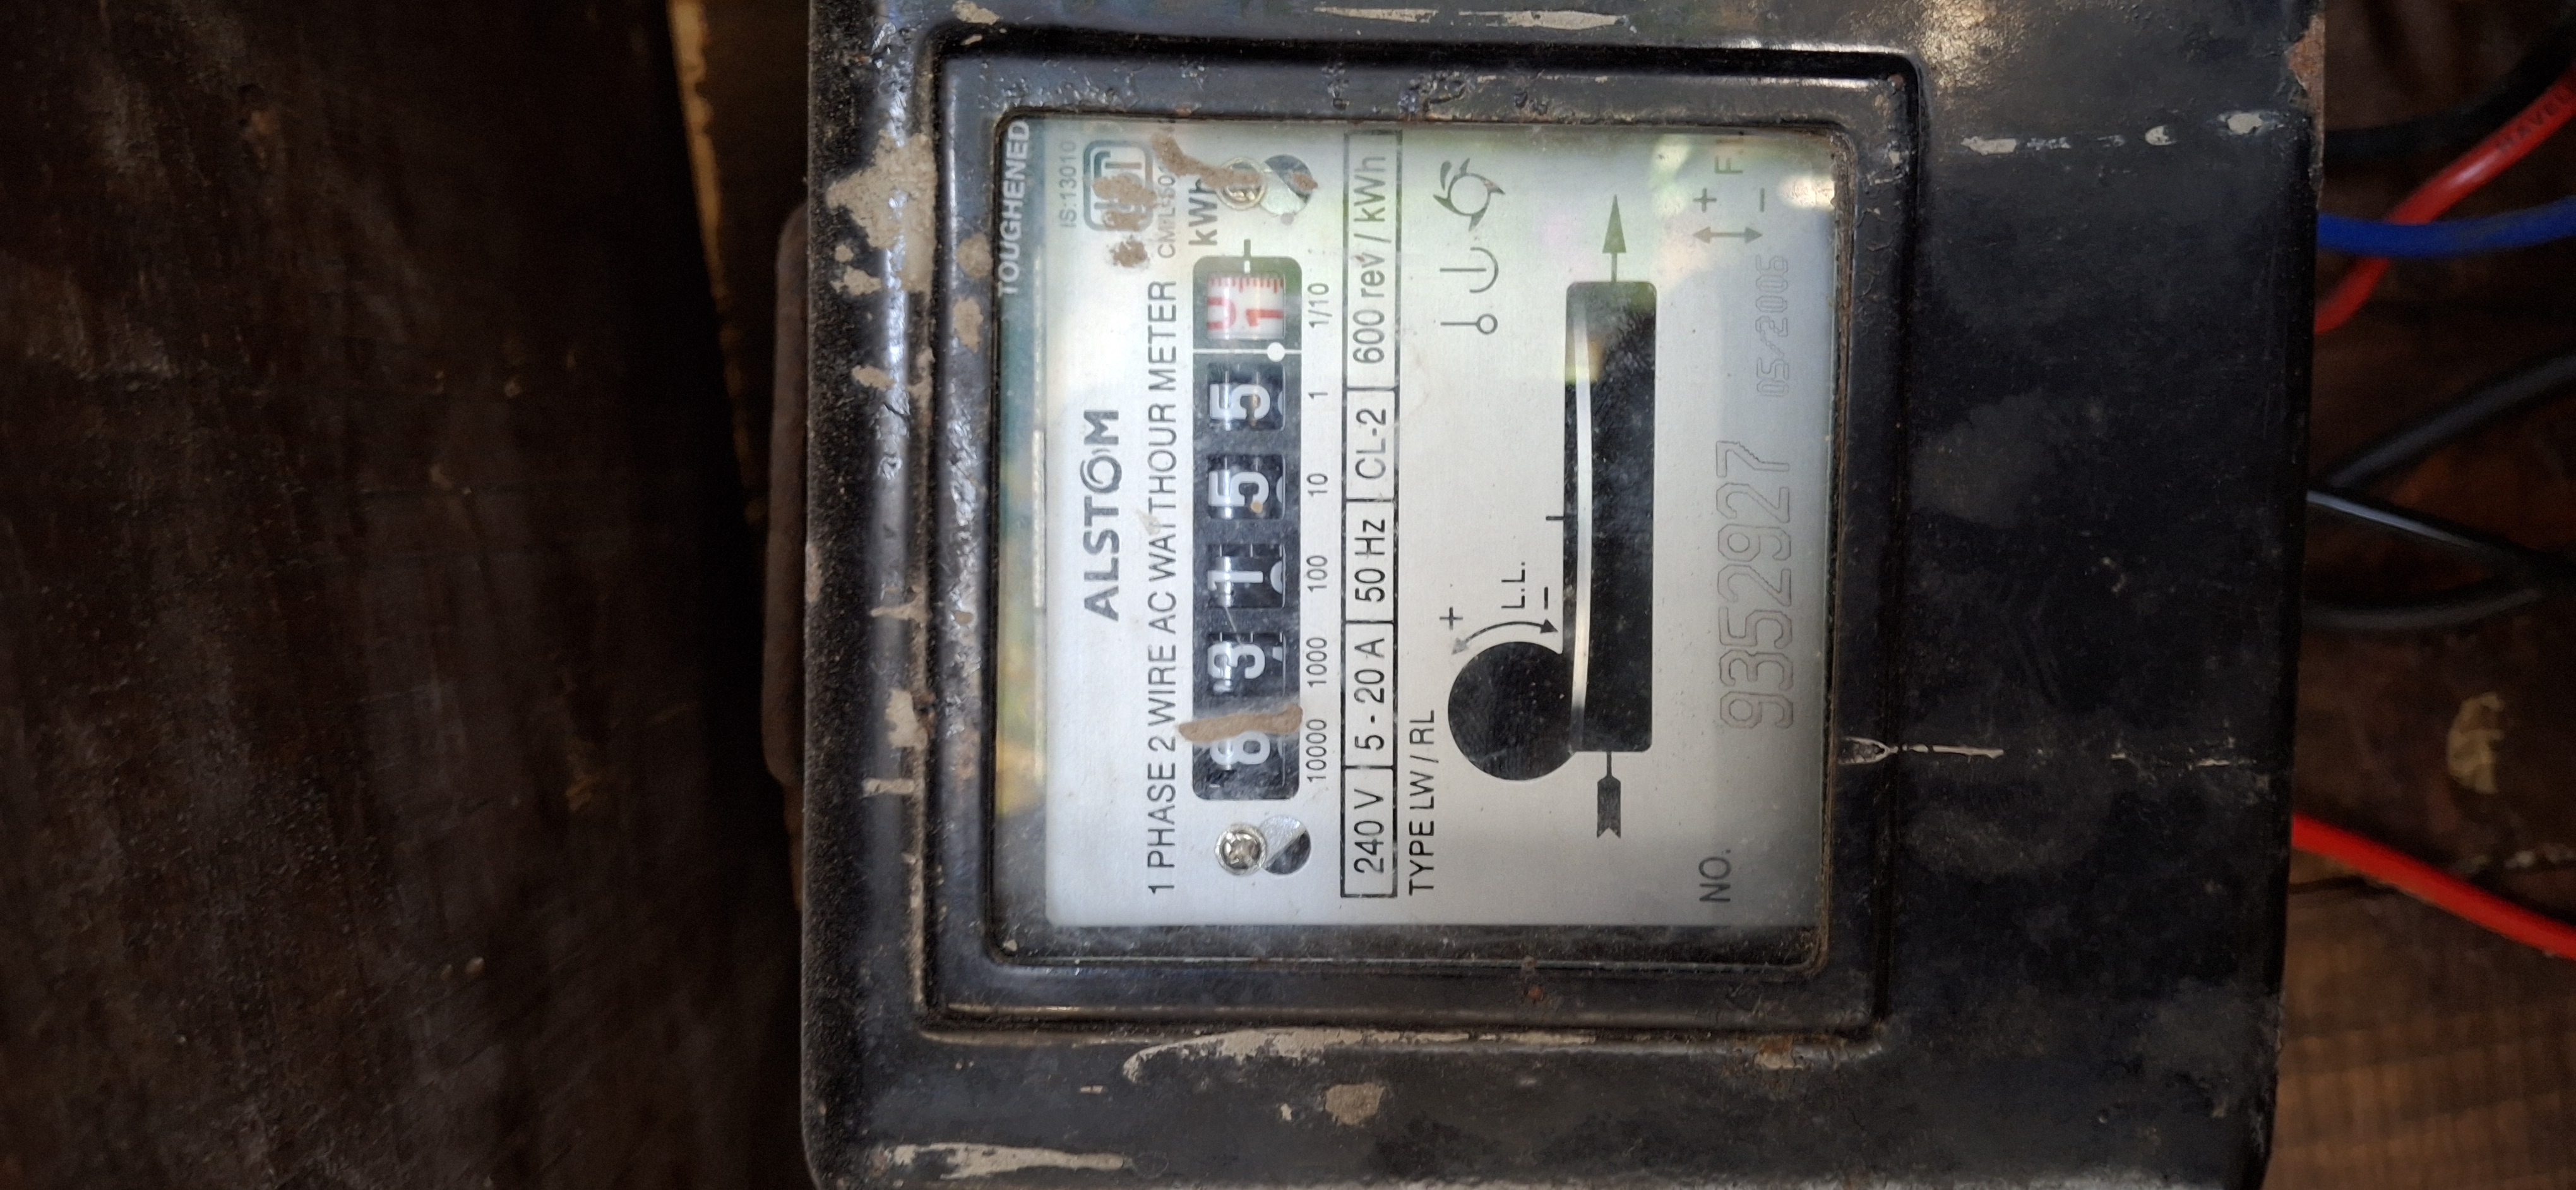 TOUGHENED
IS:13010
ALSTOM
1 PHASE 2 WIRE AC WATTHOUR METER
kWh
3 1 5 5
10000 1000 100 10 1 1/10
240 V 5 - 20 A 50 Hz CL-2 600 rev / kWh
TYPE LW / RL
+
L.L.
−
+
−
NO. 9352927 05/2006